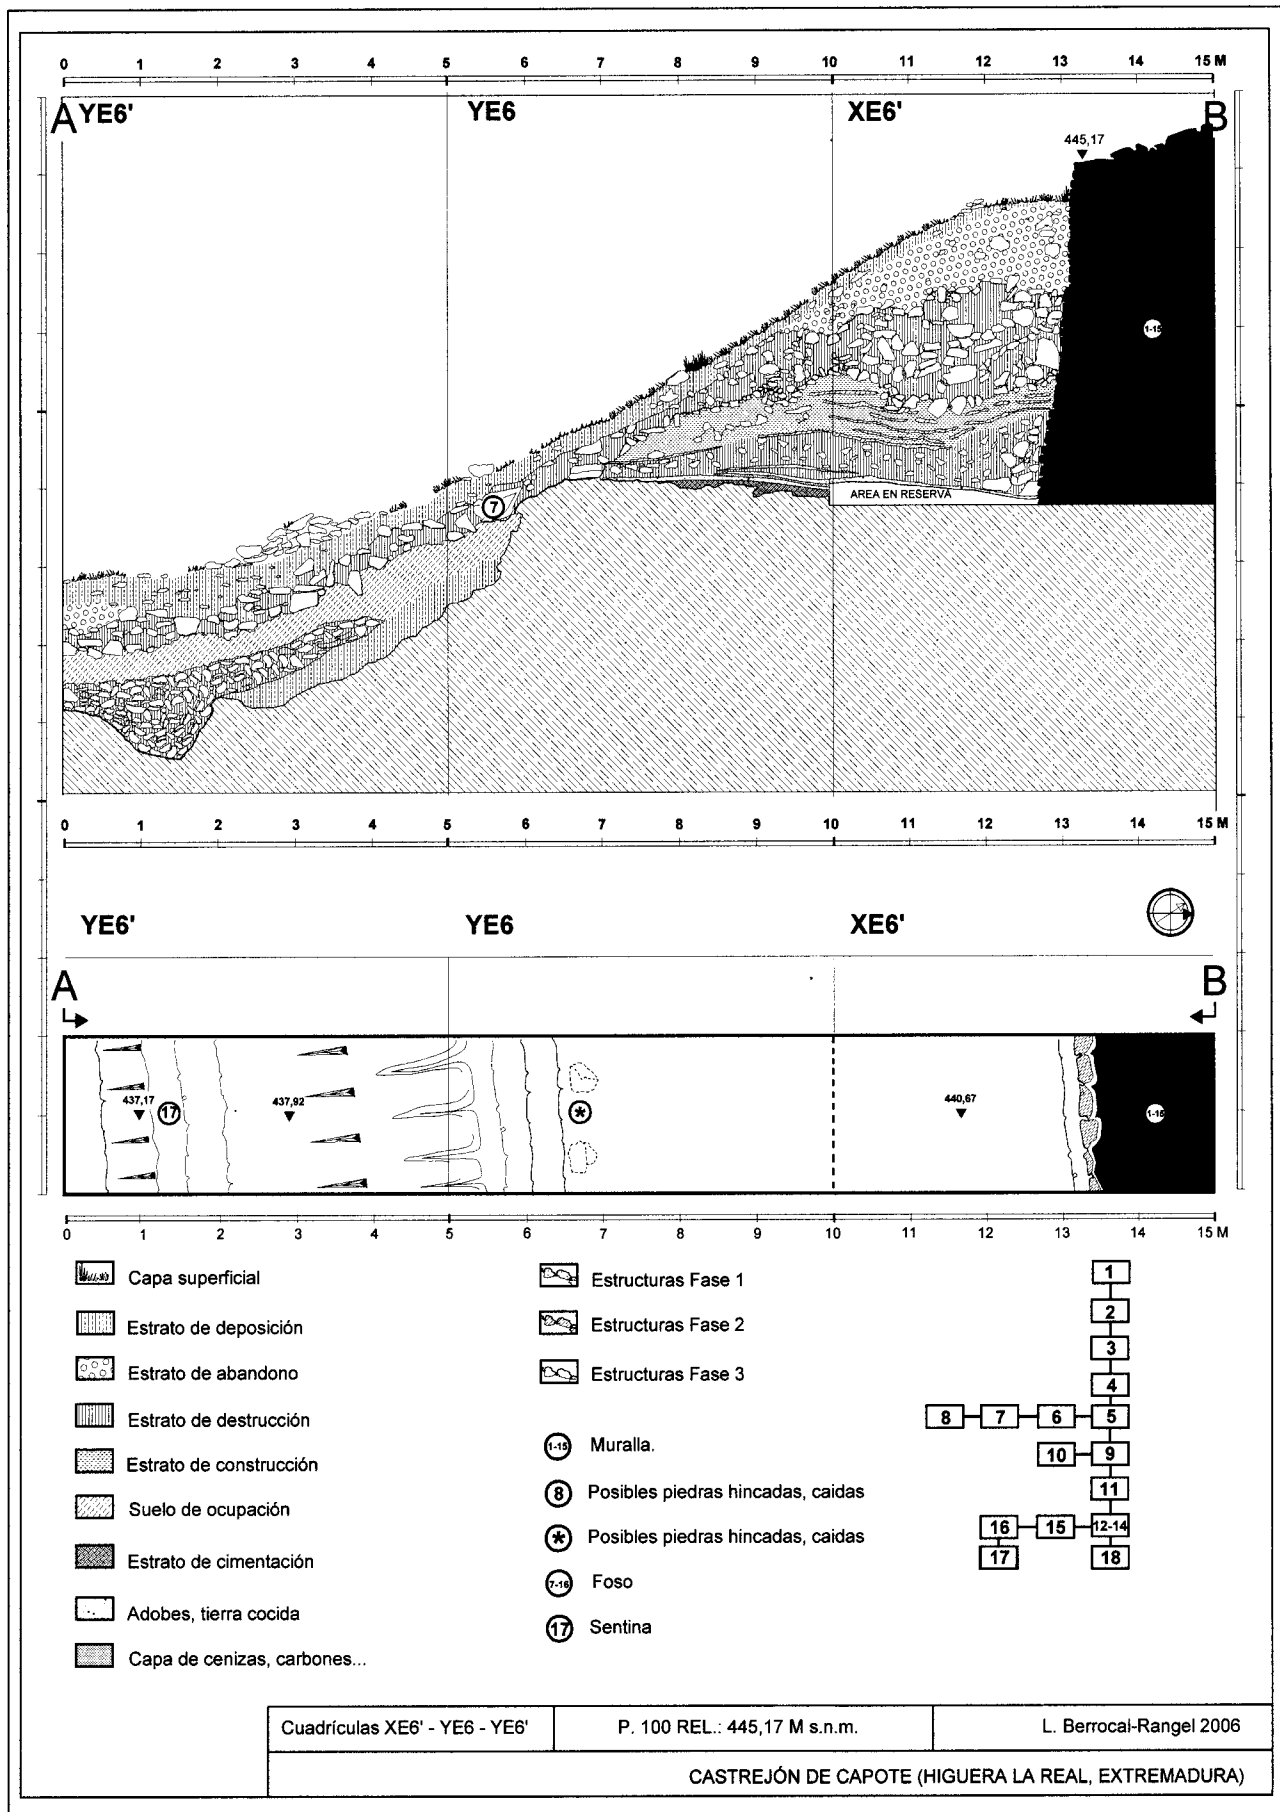 0 1 2 3 4 5 6 7 8 9 10 11 12 13 14 15 M
A YE6' YE6 XE6' B
445,17
1-15
7
AREA EN RESERVA
0 1 2 3 4 5 6 7 8 9 10 11 12 13 14 15 M
YE6' YE6 XE6'
A B
437,17 17 437,92 * 440,67 1-15
0 1 2 3 4 5 6 7 8 9 10 11 12 13 14 15 M
Capa superficial
Estrato de deposición
Estrato de abandono
Estrato de destrucción
Estrato de construcción
Suelo de ocupación
Estrato de cimentación
Adobes, tierra cocida
Capa de cenizas, carbones...
Estructuras Fase 1
Estructuras Fase 2
Estructuras Fase 3
1-15 Muralla.
8 Posibles piedras hincadas, caidas
* Posibles piedras hincadas, caidas
7-16 Foso
17 Sentina
1
2
3
4
8 7 6 5
10 9
11
16 15 12-14
17 18
Cuadrículas XE6' - YE6 - YE6' P. 100 REL.: 445,17 M s.n.m. L. Berrocal-Rangel 2006
CASTREJÓN DE CAPOTE (HIGUERA LA REAL, EXTREMADURA)